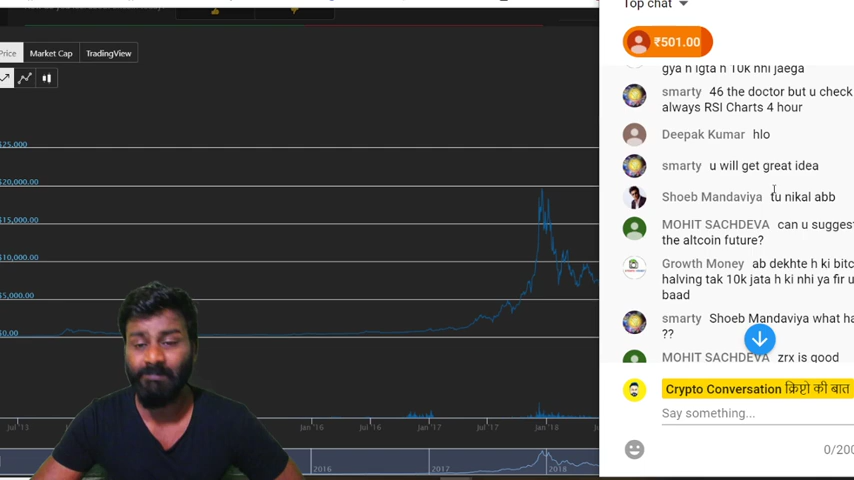 Top chat
Price Market Cap TradingView
₹501.00
gya h lgta h 10k nhi jaega
smarty 46 the doctor but u check
always RSI Charts 4 hour
Deepak Kumar hlo
smarty u will get great idea
Shoeb Mandaviya tu nikal abb
MOHIT SACHDEVA can u suggest
the altcoin future?
Growth Money ab dekhte h ki bitc
halving tak 10k jata h ki nhi ya fir u
baad
smarty Shoeb Mandaviya what ha
??
MOHIT SACHDEVA zrx is good
Crypto Conversation क्रिप्टो की बात
Say something...
0/200
$25,000.00
$20,000.00
$15,000.00
$10,000.00
$5,000.00
$0.00
Jul '13 Jan '16 Jul '16 Jan '17 Jul '17 Jan '18
2016 2017 2018